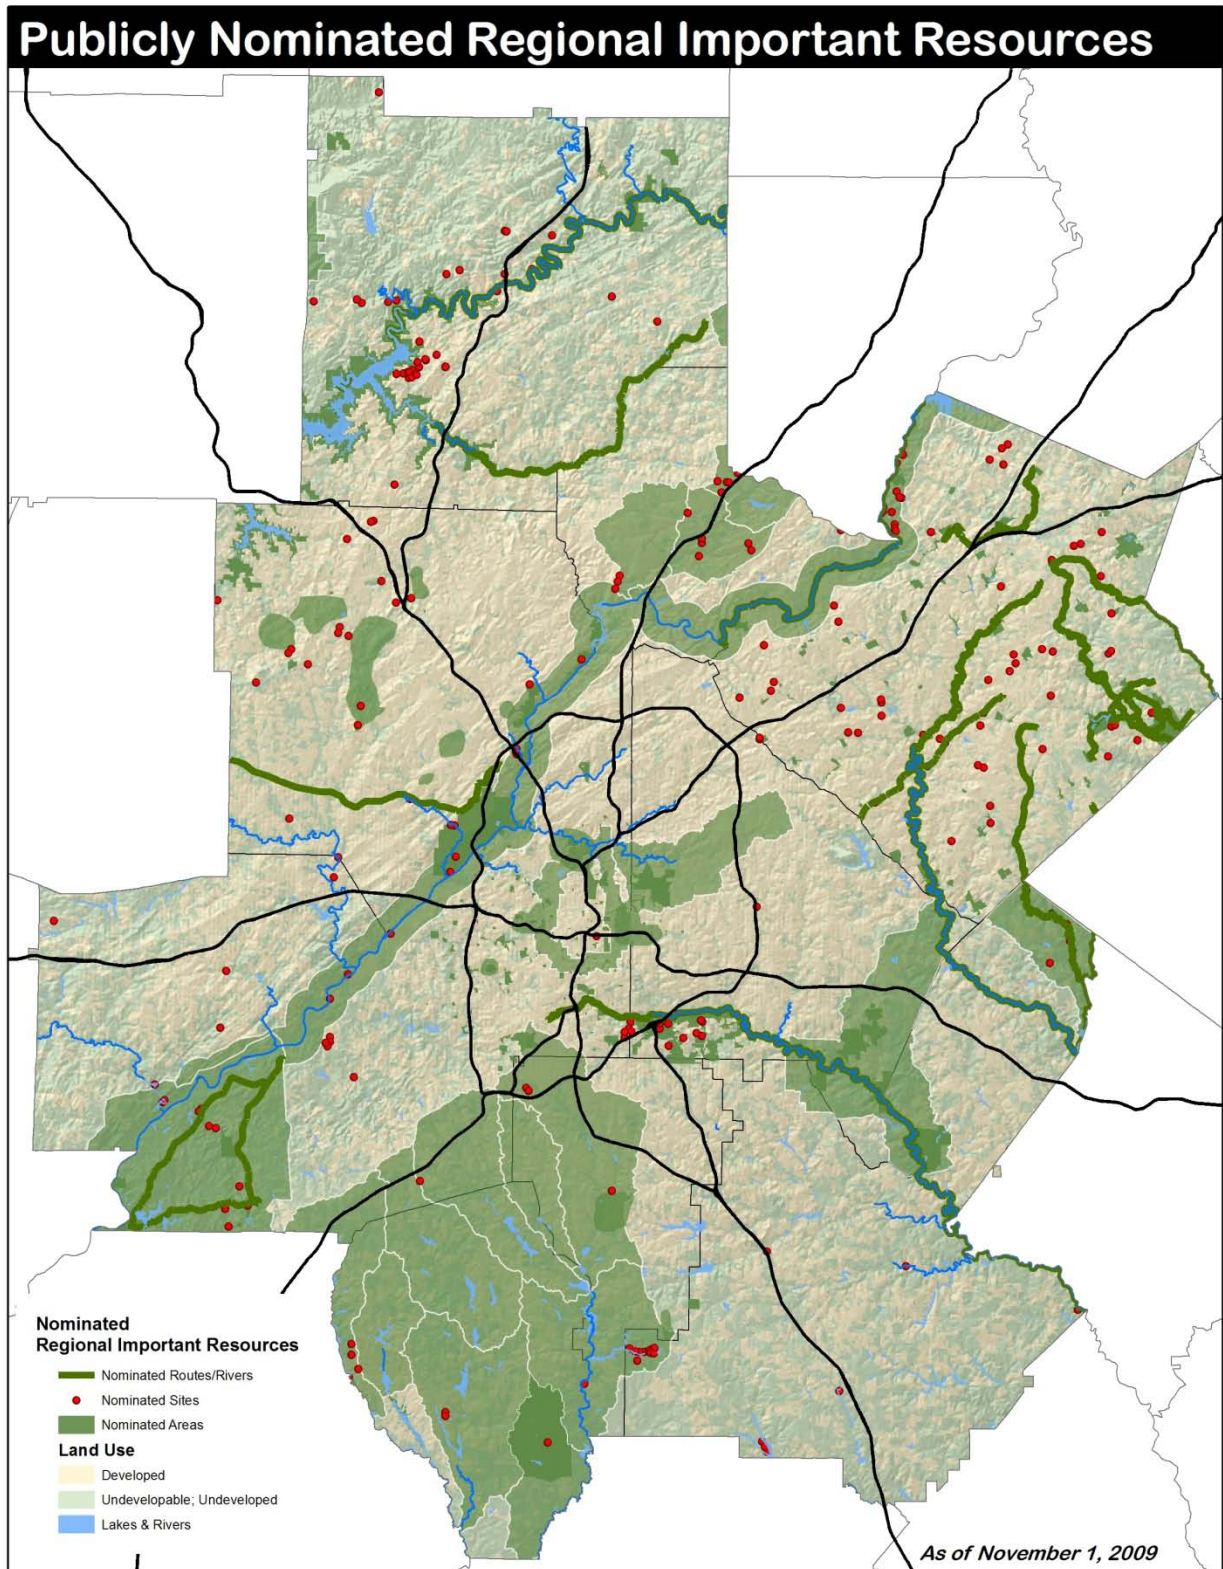 Publicly Nominated Regional Important Resources
Nominated
Regional Important Resources
Nominated Routes/Rivers
Nominated Sites
Nominated Areas
Land Use
Developed
Undevelopable; Undeveloped
Lakes & Rivers
As of November 1, 2009